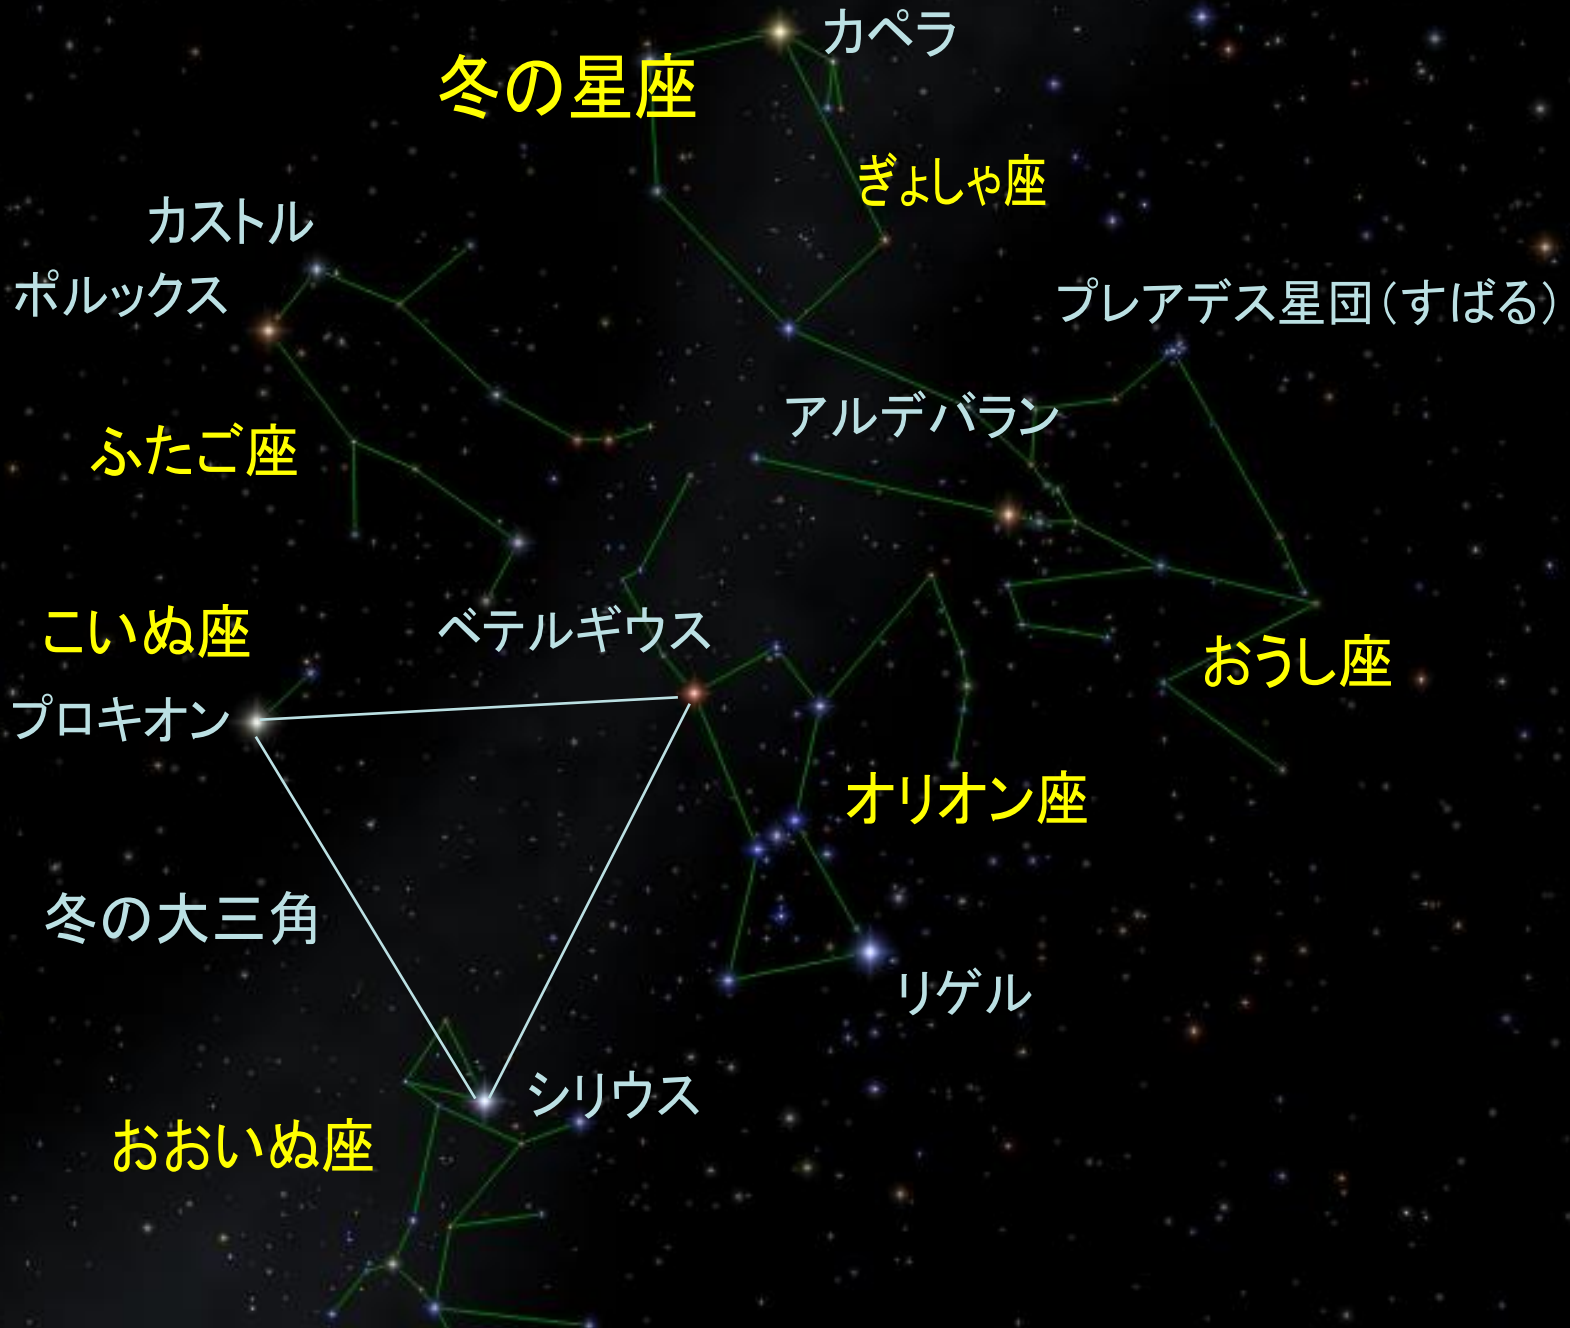 カペラ
冬の星座
ぎょしゃ座
カストル
ポルックス
プレアデス星団(すばる)
アルデバラン
ふたご座
こいぬ座
ベテルギウス
おうし座
プロキオン
オリオン座
冬の大三角
リゲル
シリウス
おおいぬ座